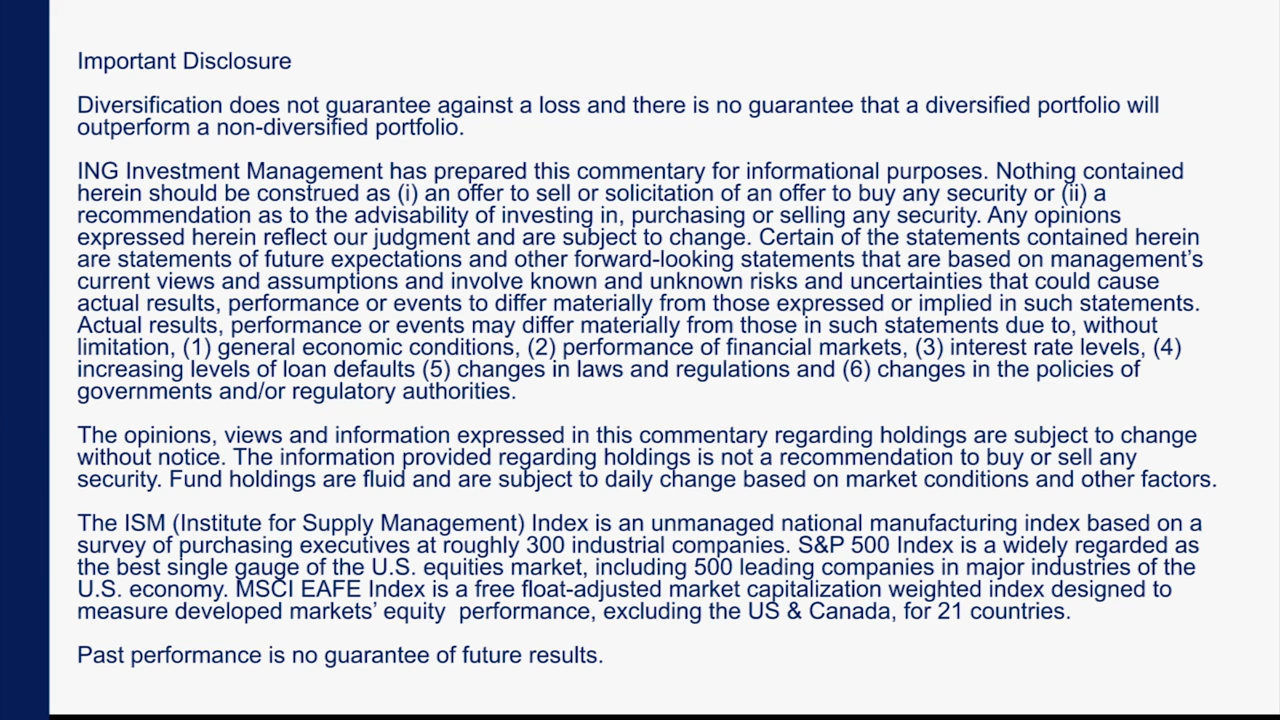 Important Disclosure
Diversification does not guarantee against a loss and there is no guarantee that a diversified portfolio will
outperform a non-diversified portfolio.
ING Investment Management has prepared this commentary for informational purposes. Nothing contained
herein should be construed as (i) an offer to sell or solicitation of an offer to buy any security or (ii) a
recommendation as to the advisability of investing in, purchasing or selling any security. Any opinions
expressed herein reflect our judgment and are subject to change. Certain of the statements contained herein
are statements of future expectations and other forward-looking statements that are based on management’s
current views and assumptions and involve known and unknown risks and uncertainties that could cause
actual results, performance or events to differ materially from those expressed or implied in such statements.
Actual results, performance or events may differ materially from those in such statements due to, without
limitation, (1) general economic conditions, (2) performance of financial markets, (3) interest rate levels, (4)
increasing levels of loan defaults (5) changes in laws and regulations and (6) changes in the policies of
governments and/or regulatory authorities.
The opinions, views and information expressed in this commentary regarding holdings are subject to change
without notice. The information provided regarding holdings is not a recommendation to buy or sell any
security. Fund holdings are fluid and are subject to daily change based on market conditions and other factors.
The ISM (Institute for Supply Management) Index is an unmanaged national manufacturing index based on a
survey of purchasing executives at roughly 300 industrial companies. S&P 500 Index is a widely regarded as
the best single gauge of the U.S. equities market, including 500 leading companies in major industries of the
U.S. economy. MSCI EAFE Index is a free float-adjusted market capitalization weighted index designed to
measure developed markets’ equity  performance, excluding the US & Canada, for 21 countries.
Past performance is no guarantee of future results.